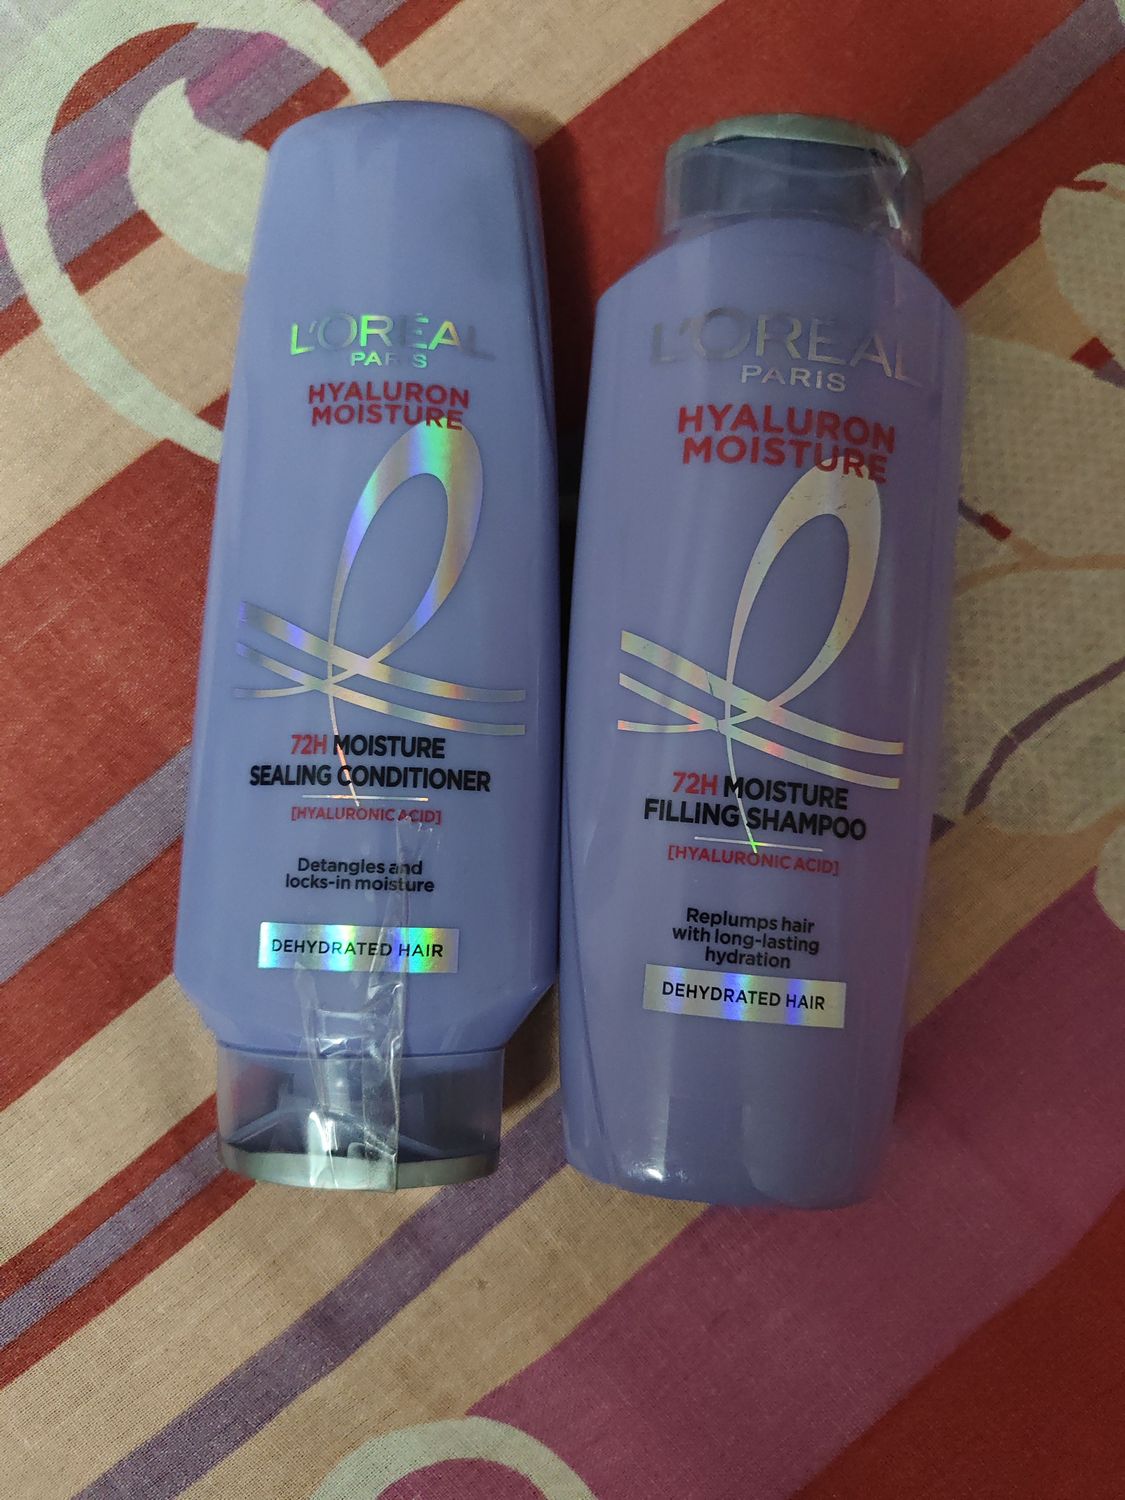 L'ORÉAL
PARIS
HYALURON
MOISTURE
72H MOISTURE
SEALING CONDITIONER
[HYALURONIC ACID]
Detangles and
locks-in moisture
DEHYDRATED HAIR
L'ORÉAL
PARIS
HYALURON
MOISTURE
72H MOISTURE
FILLING SHAMPOO
[HYALURONIC ACID]
Replumps hair
with long-lasting
hydration
DEHYDRATED HAIR